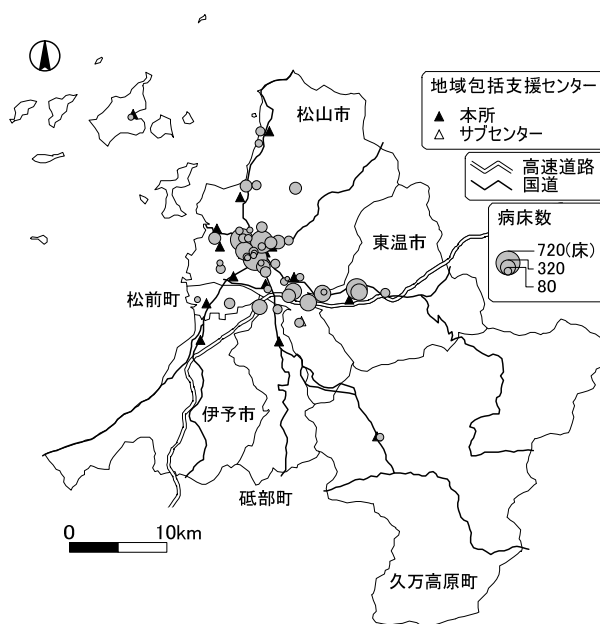 地域包括支援センター
本所
サブセンター
高速道路
国道
病床数
720(床)
320
80
松山市
東温市
松前町
伊予市
砥部町
久万高原町
0 10km